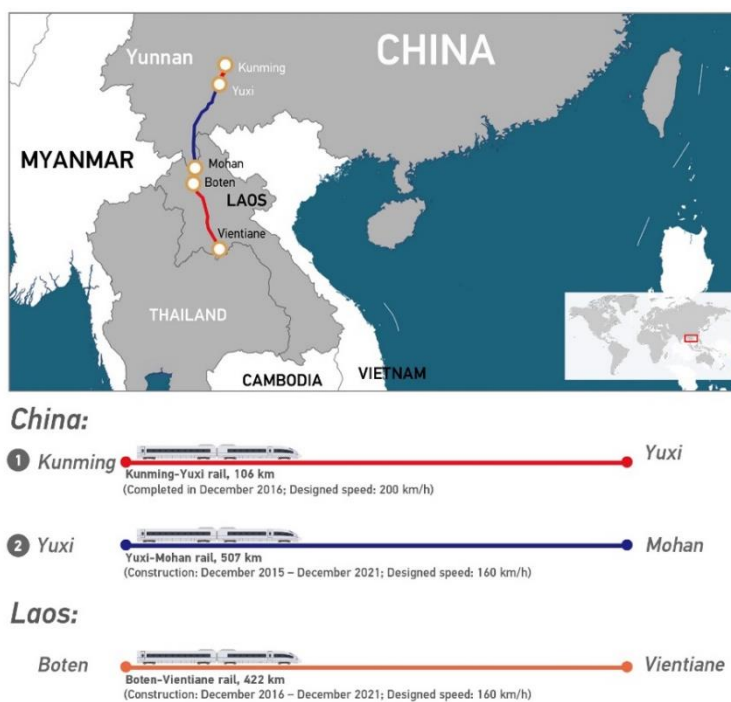 CHINA
Yunnan
Kunming
Yuxi
MYANMAR
Mohan
Boten
LAOS
Vientiane
THAILAND
CAMBODIA
VIETNAM
China:
1 Kunming
Yuxi
Kunming-Yuxi rail, 106 km
(Completed in December 2016; Designed speed: 200 km/h)
2 Yuxi
Mohan
Yuxi-Mohan rail, 507 km
(Construction: December 2015 – December 2021; Designed speed: 160 km/h)
Laos:
Boten
Vientiane
Boten-Vientiane rail, 422 km
(Construction: December 2016 – December 2021; Designed speed: 160 km/h)